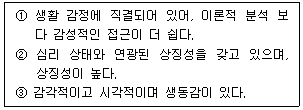 ① 생활 감정에 직결되어 있어, 이론적 분석 보
다 감성적인 접근이 더 쉽다.
② 심리 상태와 연광된 상징성을 갖고 있으며,
상징성이 높다.
③ 감각적이고 시각적이며 생동감이 있다.